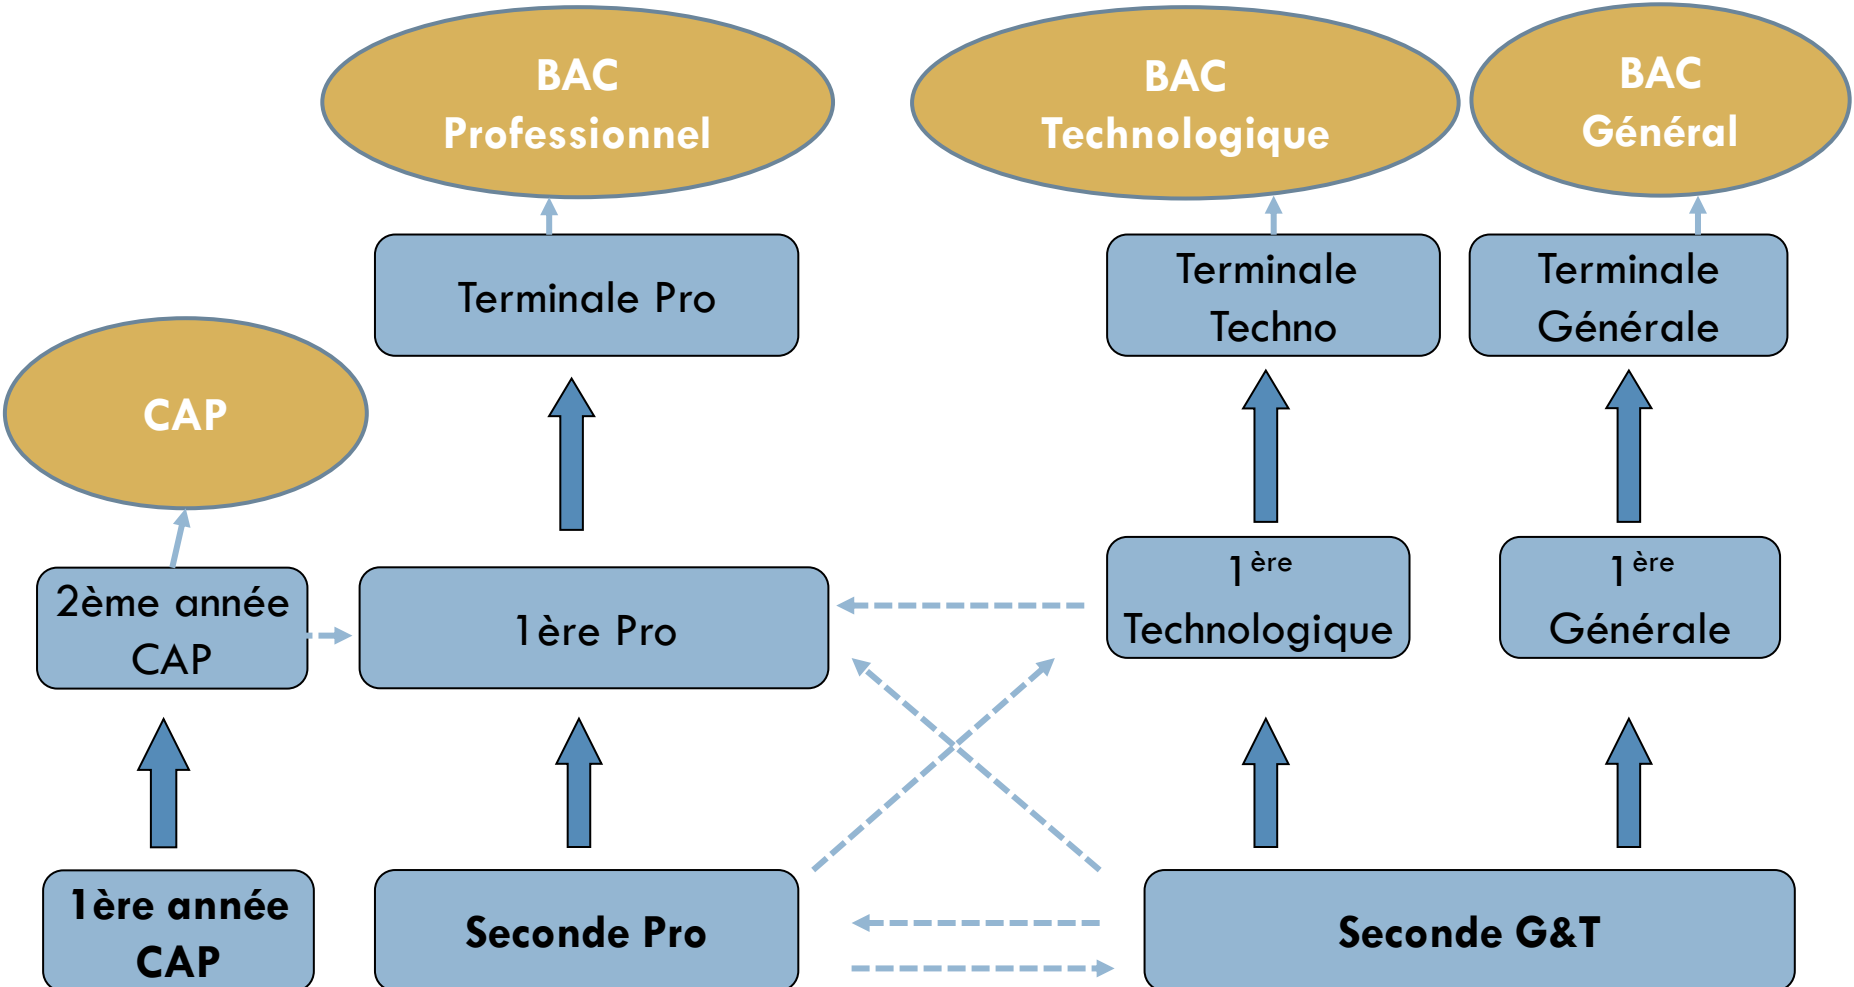 BAC
Professionnel
BAC
Technologique
BAC
Général
Terminale Pro
Terminale
Techno
Terminale
Générale
CAP
2ème année
CAP
1ère Pro
1ère
Technologique
1ère
Générale
1ère année
CAP
Seconde Pro
Seconde G&T